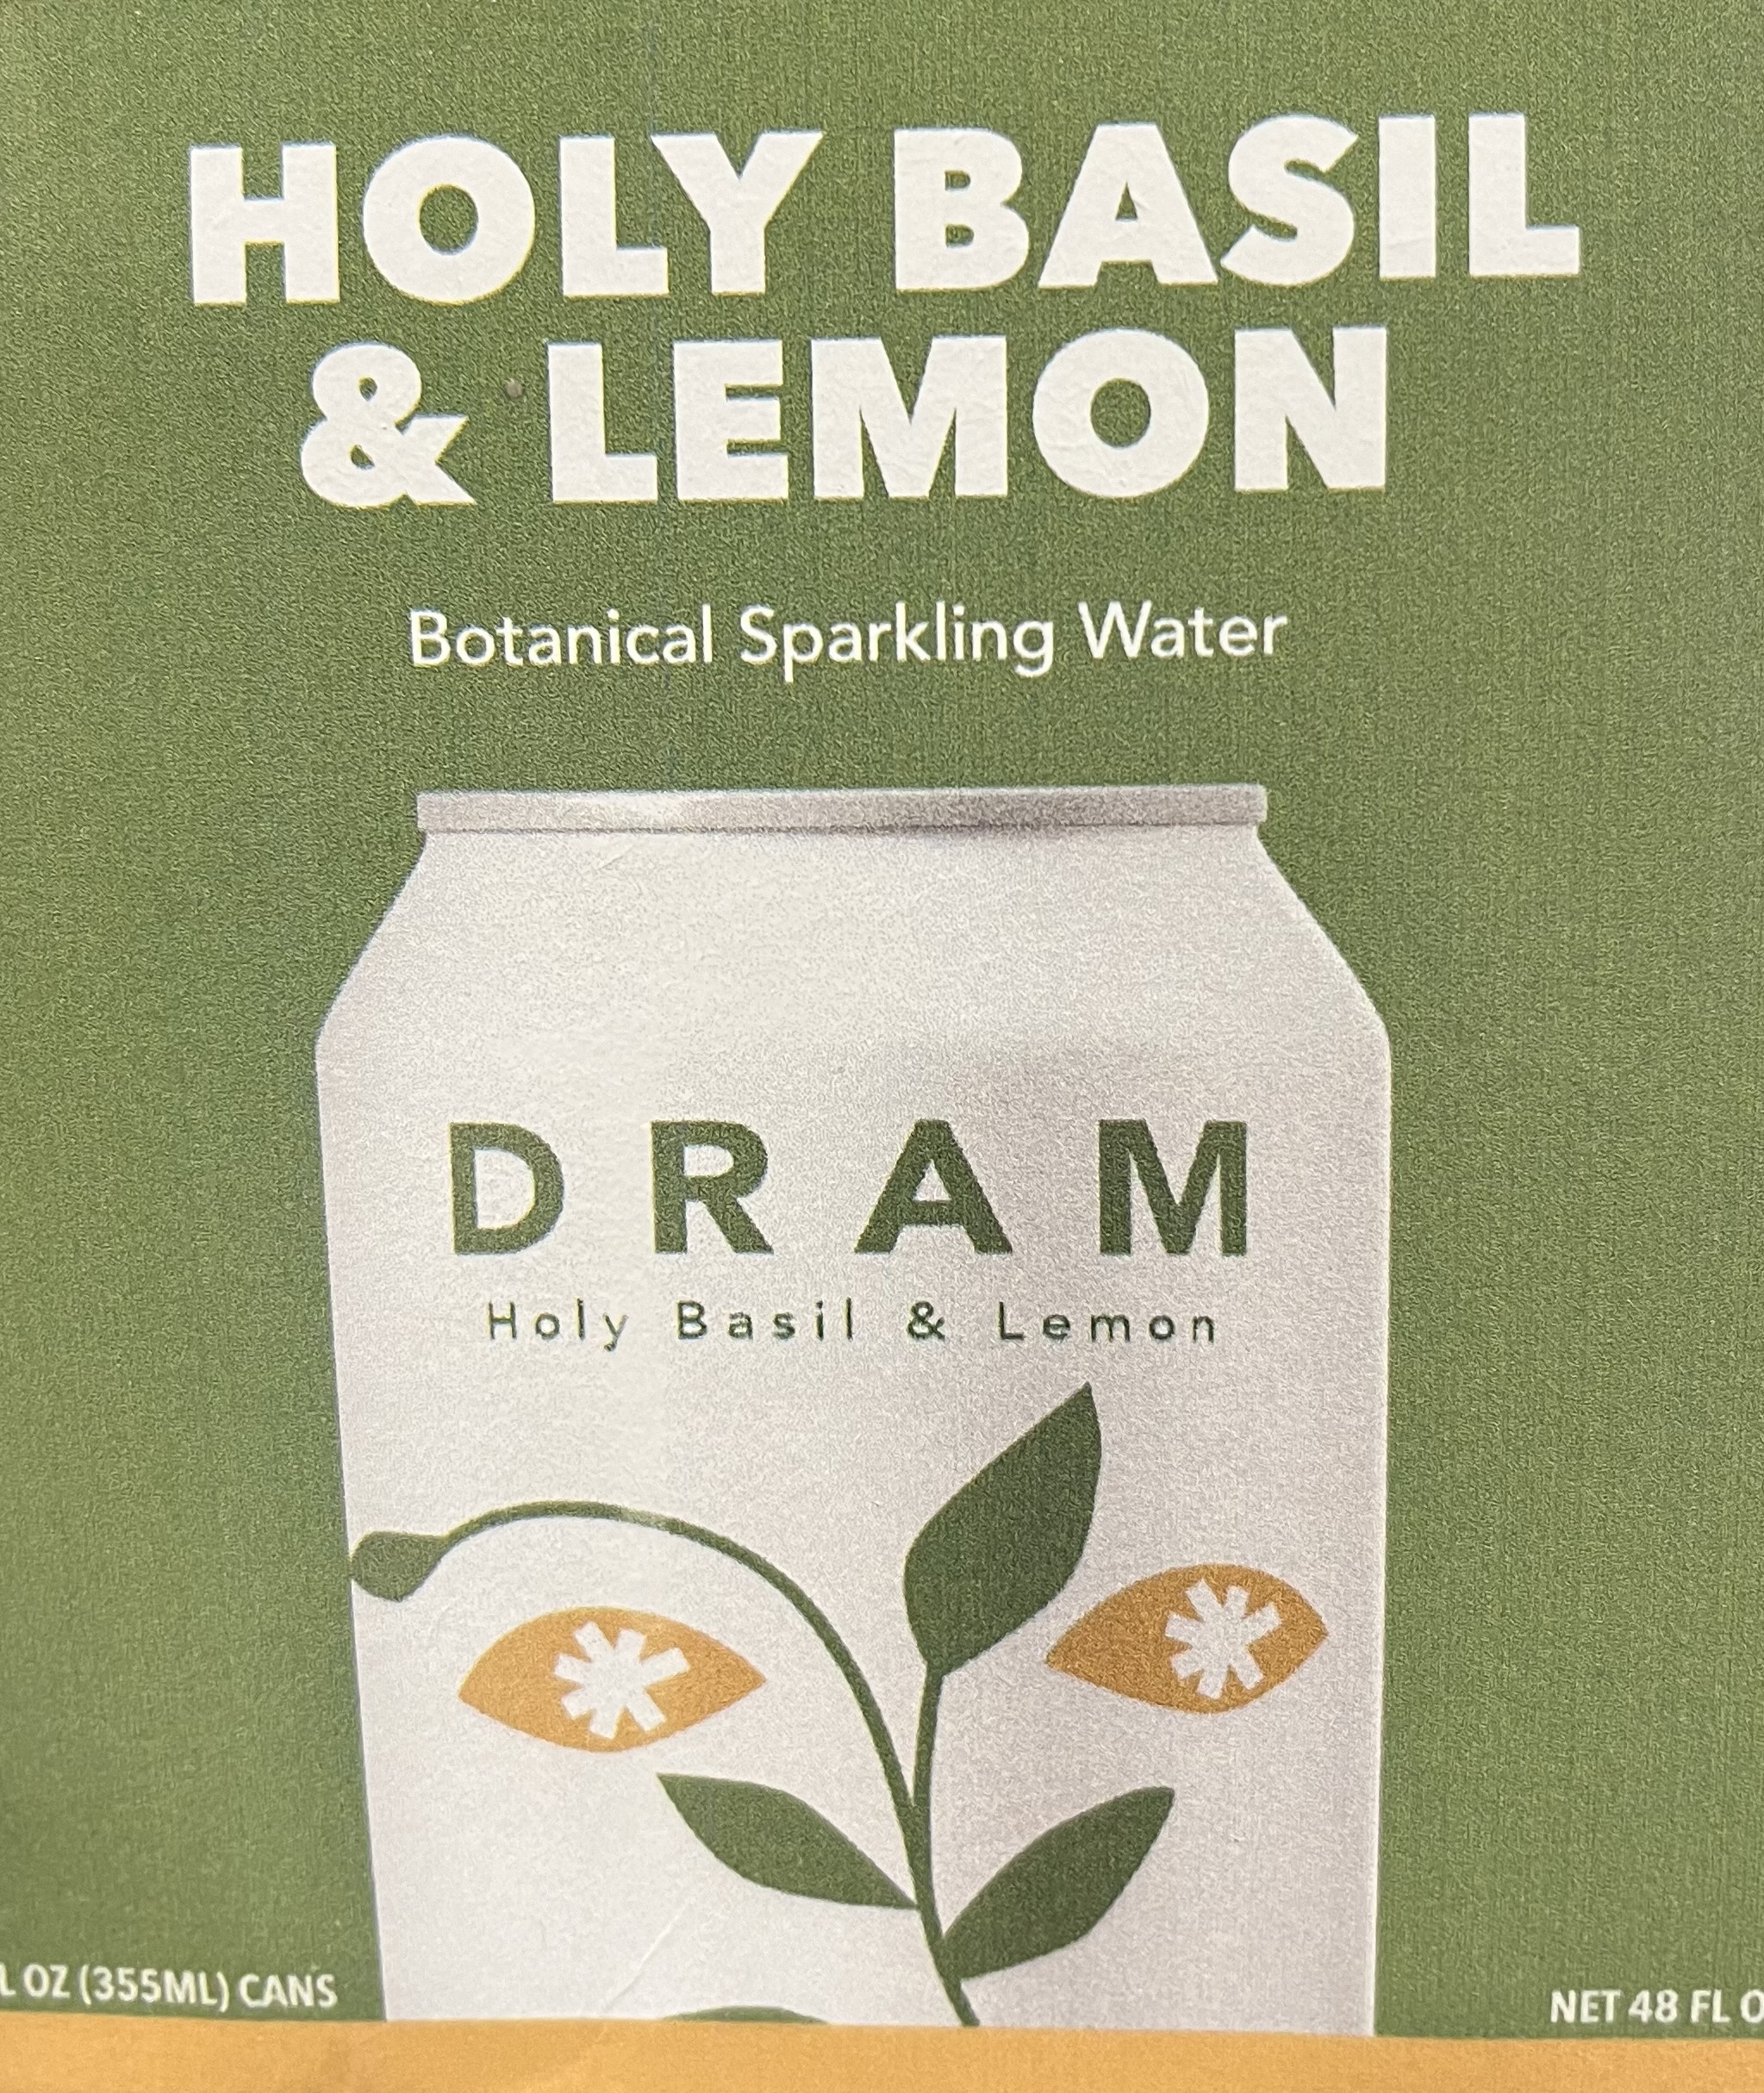 HOLY BASIL
& LEMON
Botanical Sparkling Water
DRAM
Holy Basil & Lemon
OZ (355ML) CANS
NET 48 FL